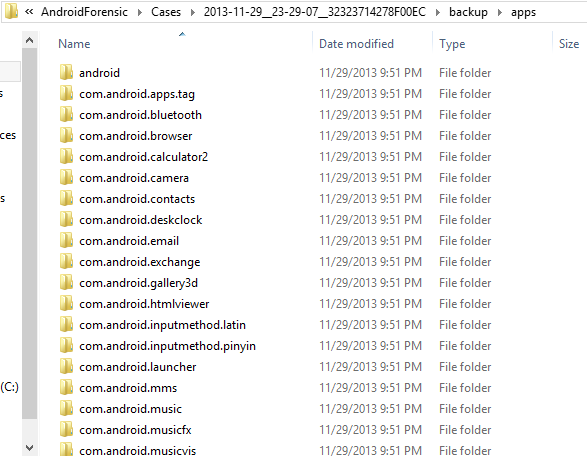 « AndroidForensic › Cases › 2013-11-29__23-29-07__32323714278F00EC › backup › apps
Name Date modified Type Size
android 11/29/2013 9:51 PM File folder
com.android.apps.tag 11/29/2013 9:51 PM File folder
com.android.bluetooth 11/29/2013 9:51 PM File folder
s com.android.browser 11/29/2013 9:51 PM File folder
ces com.android.browser 11/29/2013 9:51 PM File folder
com.android.calculator2 11/29/2013 9:51 PM File folder
com.android.camera 11/29/2013 9:51 PM File folder
s com.android.contacts 11/29/2013 9:51 PM File folder
com.android.deskclock 11/29/2013 9:51 PM File folder
com.android.email 11/29/2013 9:51 PM File folder
com.android.exchange 11/29/2013 9:51 PM File folder
com.android.gallery3d 11/29/2013 9:51 PM File folder
com.android.htmlviewer 11/29/2013 9:51 PM File folder
com.android.inputmethod.latin 11/29/2013 9:51 PM File folder
com.android.inputmethod.pinyin 11/29/2013 9:51 PM File folder
com.android.launcher 11/29/2013 9:51 PM File folder
(C:) com.android.mms 11/29/2013 9:51 PM File folder
com.android.music 11/29/2013 9:51 PM File folder
com.android.musicfx 11/29/2013 9:51 PM File folder
com.android.musicvis 11/29/2013 9:51 PM File folder